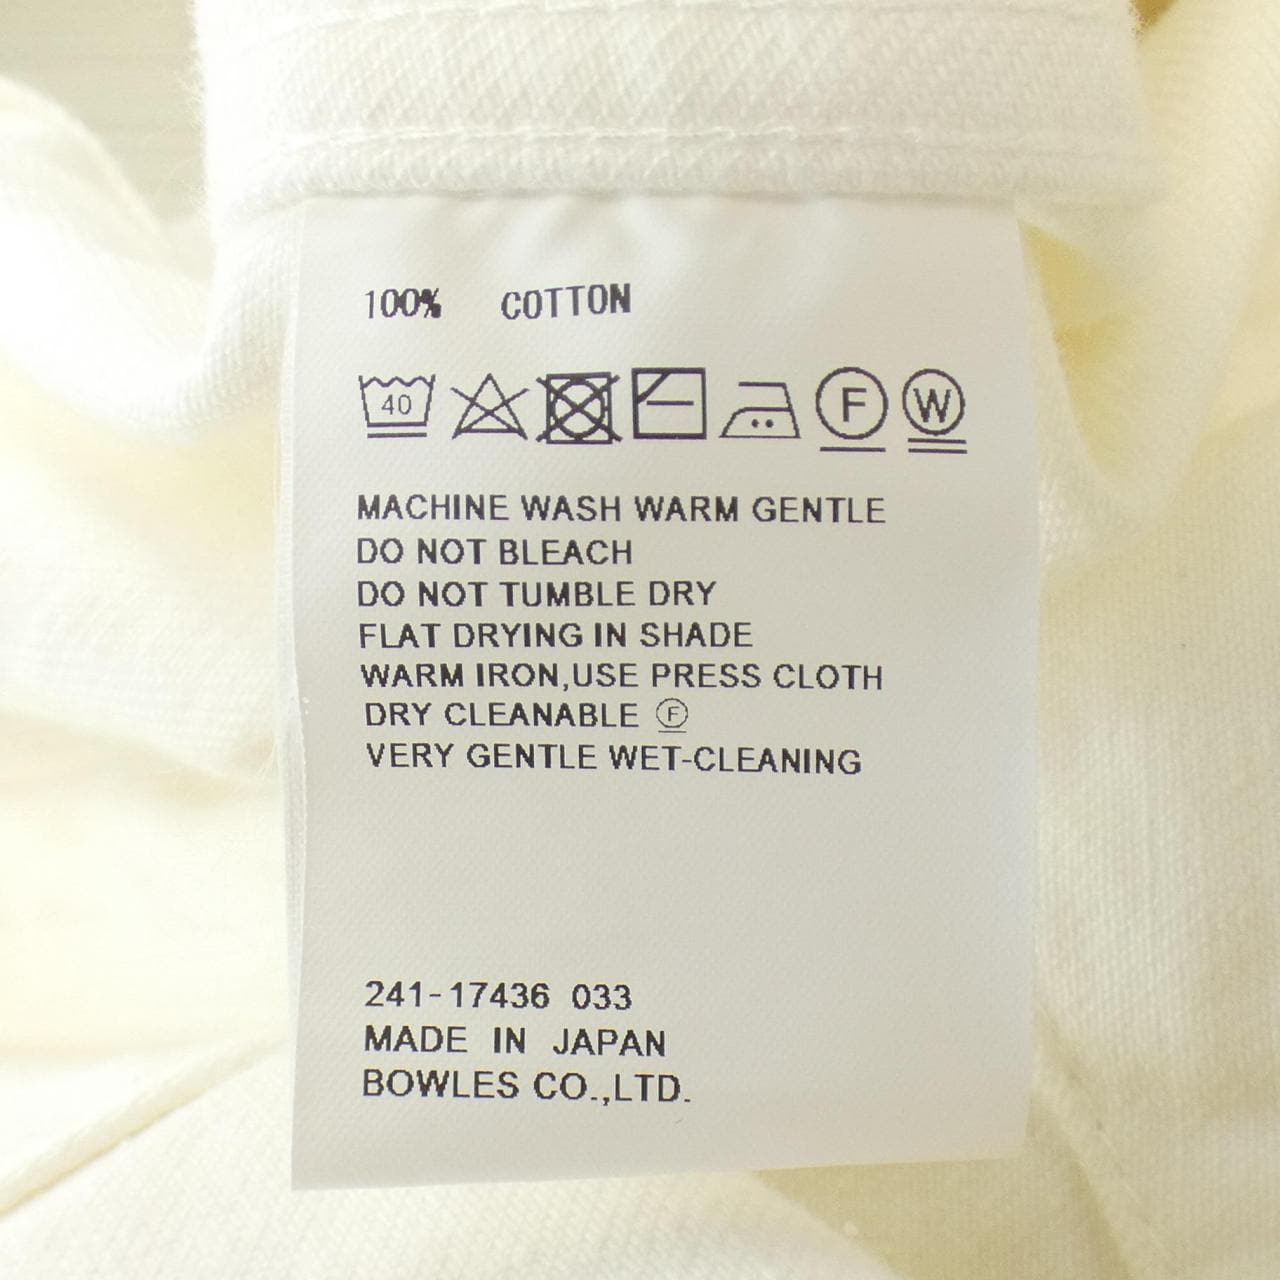 100% COTTON
40 F W
MACHINE WASH WARM GENTLE
DO NOT BLEACH
DO NOT TUMBLE DRY
FLAT DRYING IN SHADE
WARM IRON,USE PRESS CLOTH
DRY CLEANABLE Ⓕ
VERY GENTLE WET-CLEANING
241-17436 033
MADE IN JAPAN
BOWLES CO.,LTD.